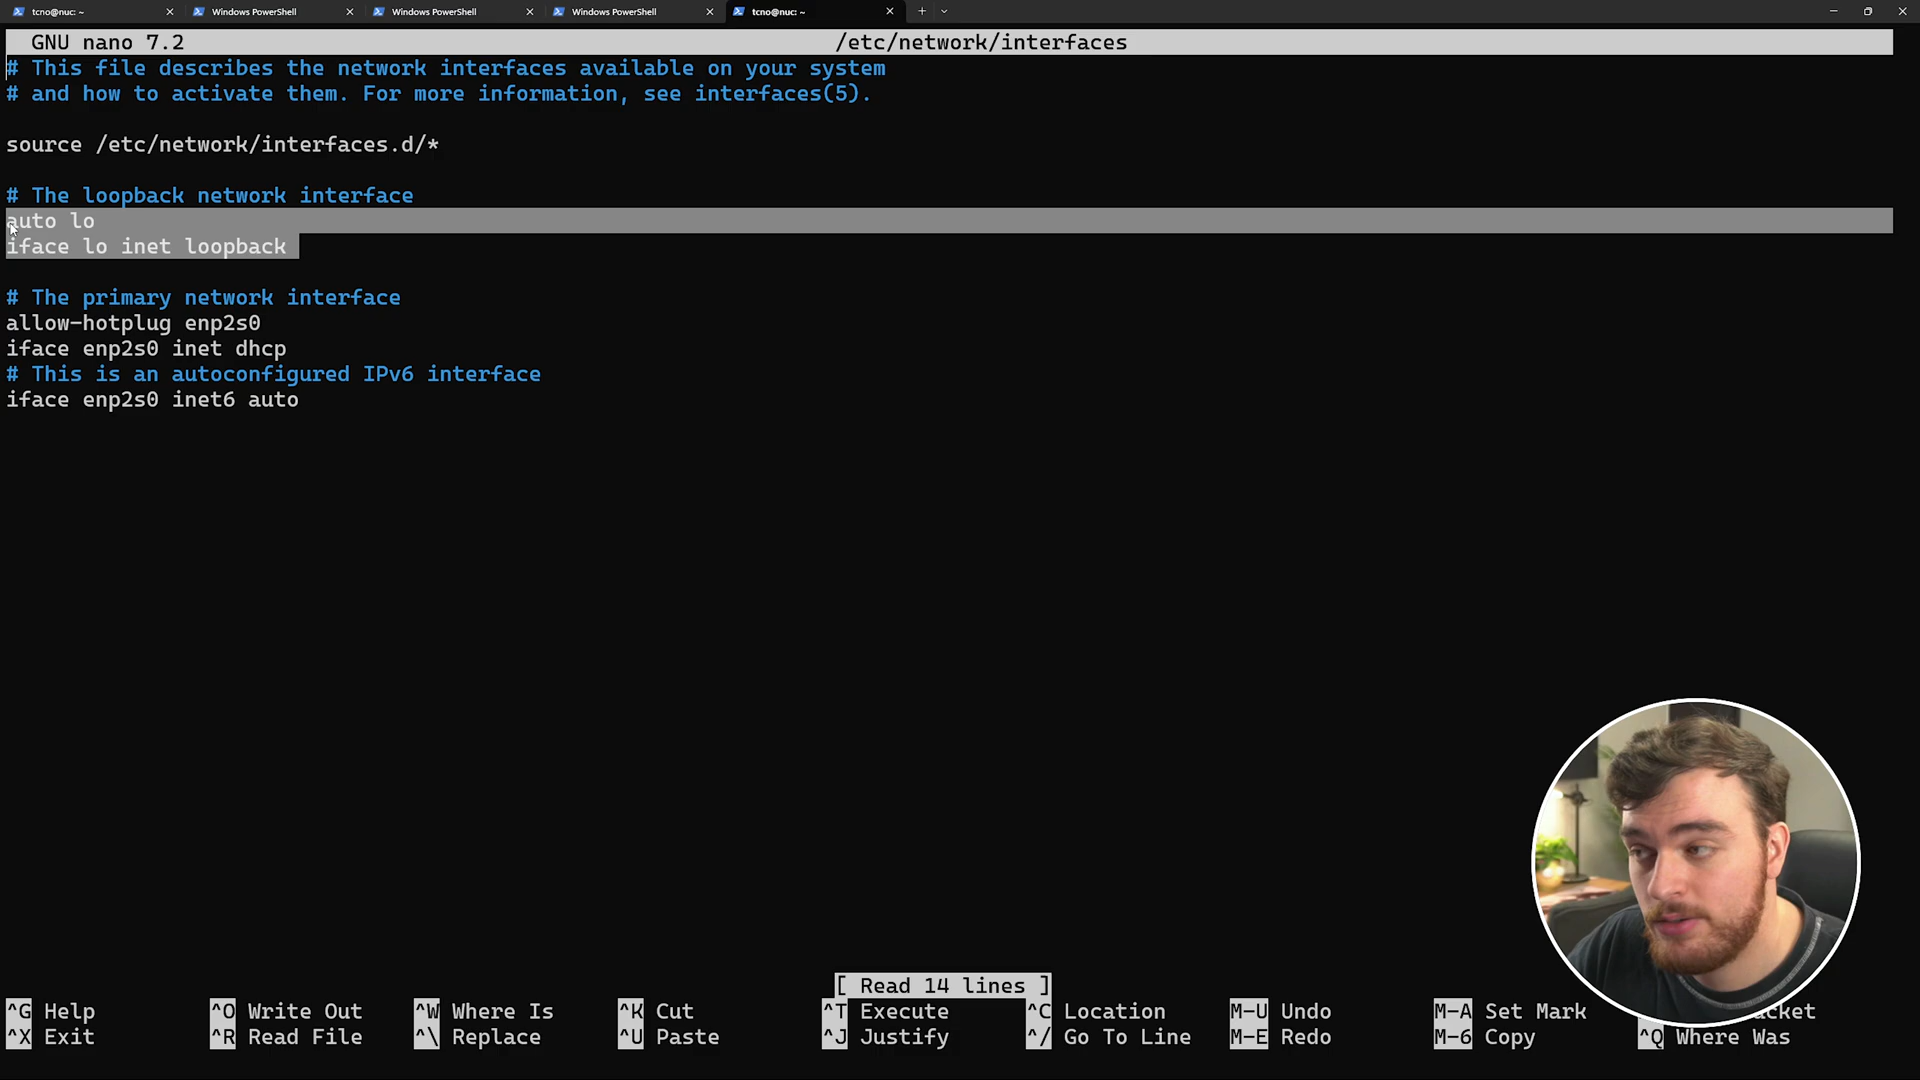 tcno@nuc: ~
Windows PowerShell
Windows PowerShell
Windows PowerShell
tcno@nuc: ~
GNU nano 7.2 /etc/network/interfaces
# This file describes the network interfaces available on your system
# and how to activate them. For more information, see interfaces(5).
source /etc/network/interfaces.d/*
# The loopback network interface
auto lo
iface lo inet loopback
# The primary network interface
allow-hotplug enp2s0
iface enp2s0 inet dhcp
# This is an autoconfigured IPv6 interface
iface enp2s0 inet6 auto
[ Read 14 lines ]
^G Help ^O Write Out ^W Where Is ^K Cut ^T Execute ^C Location M-U Undo M-A Set Mark
^X Exit ^R Read File ^\ Replace ^U Paste ^J Justify ^/ Go To Line M-E Redo M-6 Copy ^Q Where Was